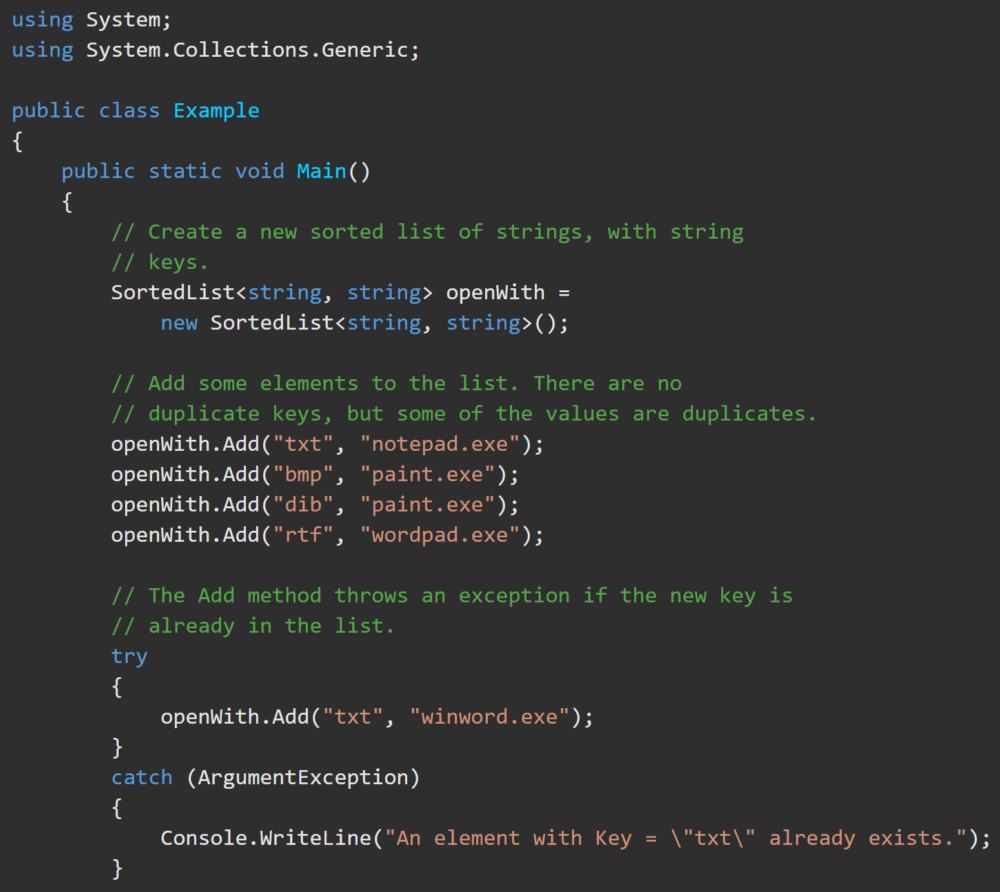 using System;
using System.Collections.Generic;

public class Example
{
    public static void Main()
    {
        // Create a new sorted list of strings, with string
        // keys.
        SortedList<string, string> openWith =
            new SortedList<string, string>();

        // Add some elements to the list. There are no
        // duplicate keys, but some of the values are duplicates.
        openWith.Add("txt", "notepad.exe");
        openWith.Add("bmp", "paint.exe");
        openWith.Add("dib", "paint.exe");
        openWith.Add("rtf", "wordpad.exe");

        // The Add method throws an exception if the new key is
        // already in the list.
        try
        {
            openWith.Add("txt", "winword.exe");
        }
        catch (ArgumentException)
        {
            Console.WriteLine("An element with Key = \"txt\" already exists.");
        }